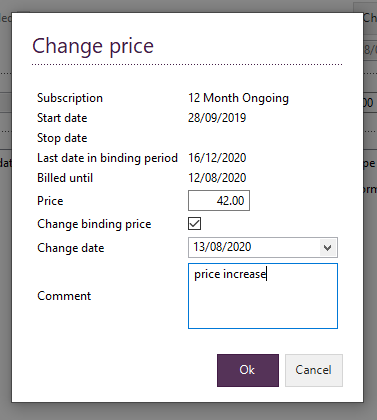 Change price
Subscription 12 Month Ongoing
Start date 28/09/2019
Stop date
Last date in binding period 16/12/2020
Billed until 12/08/2020
Price 42.00
Change binding price
Change date 13/08/2020
Comment price increase
Ok Cancel